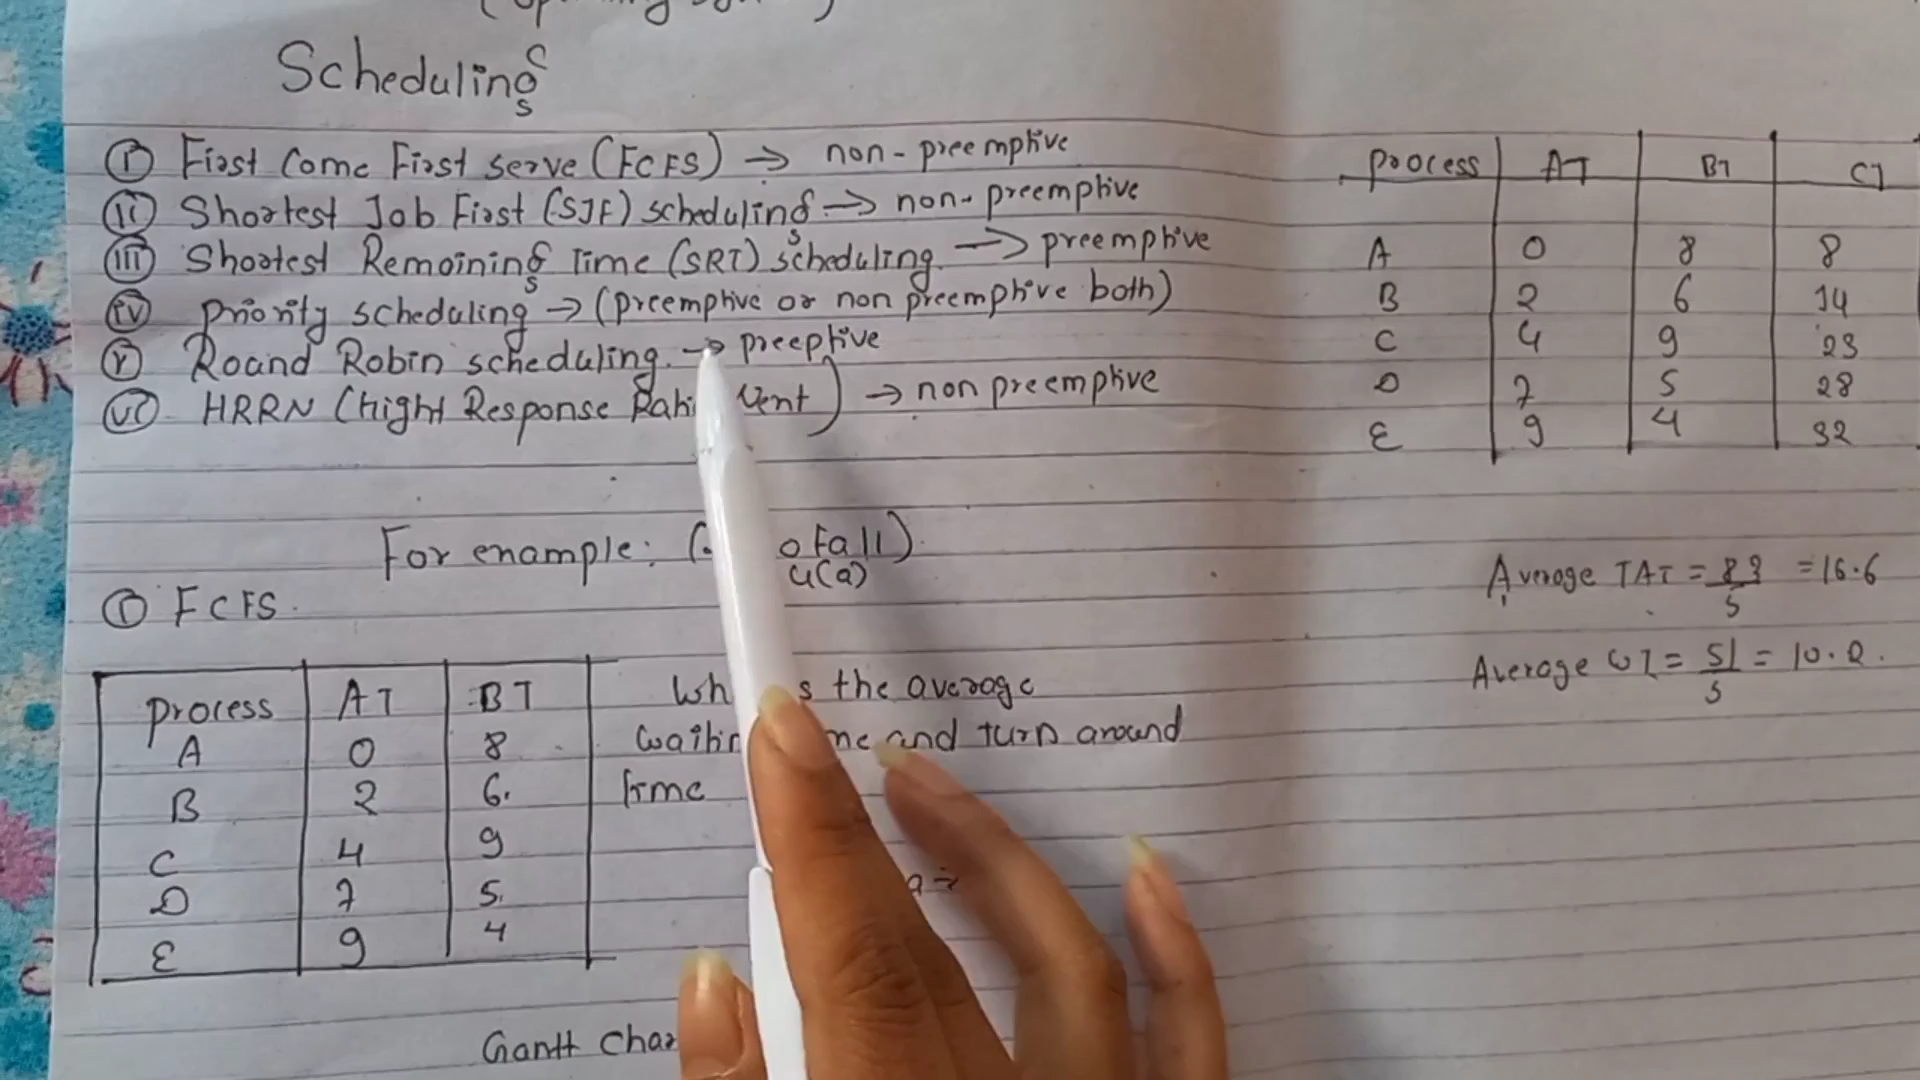 Scheduling
(i) First Come First serve (FCFS) → non-preemptive
(ii) Shortest Job First (SJF) scheduling → non-preemptive
(iii) Shortest Remaining Time (SRT) scheduling → preemptive
(iv) Priority scheduling → (preemptive or non preemptive both)
(v) Round Robin scheduling. → preeptive
(vi) HRRN (Hight Response Rati) → non preemptive
For example:
① FCFS.
Process AT BT
A 0 8
B 2 6.
C 4 9
D 7 5.
E 9 4
the average
and turn around
time
Gantt
Process AT BT CT
A 0 8 8
B 2 6 14
C 4 9 23
D 7 5 28
E 9 4 32
Average TAT = 83/5 = 16.6
Average WT = 51/5 = 10.2.